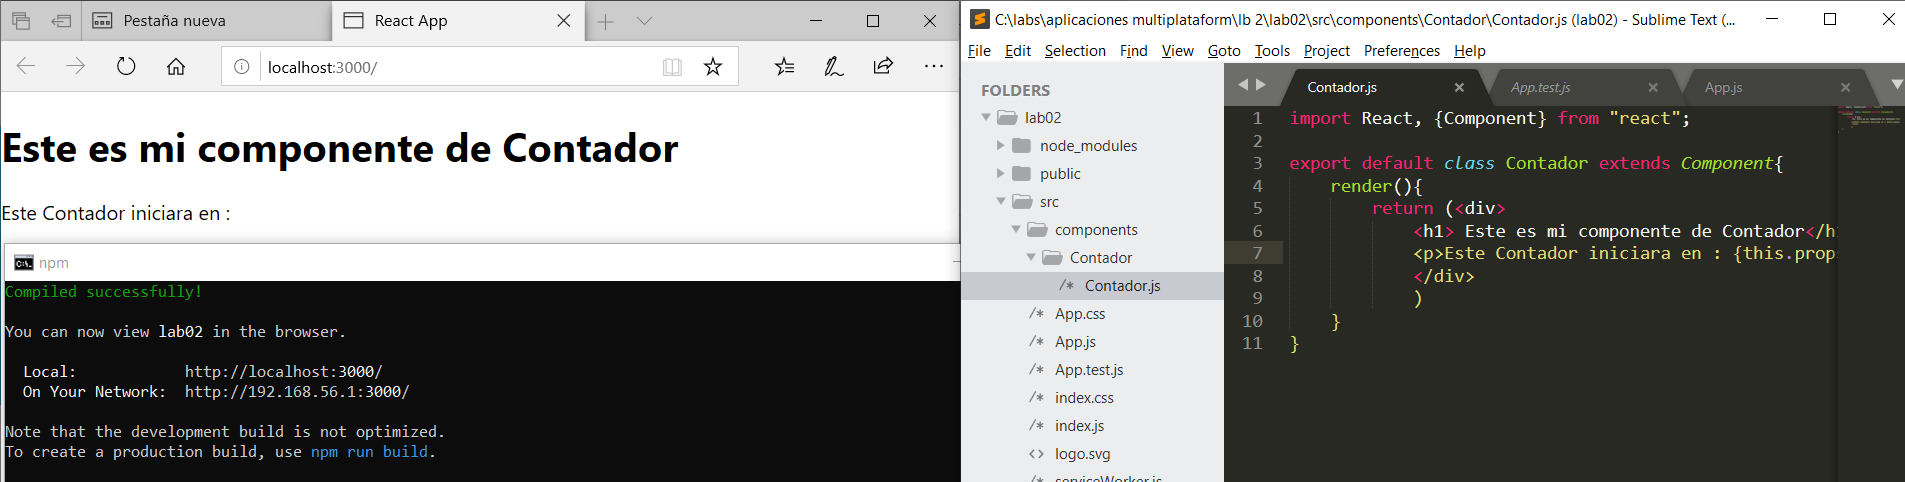 Pestaña nueva
React App
localhost:3000/
Este es mi componente de Contador
Este Contador iniciara en :
npm
Compiled successfully!
You can now view lab02 in the browser.
Local: http://localhost:3000/
On Your Network: http://192.168.56.1:3000/
Note that the development build is not optimized.
To create a production build, use npm run build.
C:\labs\aplicaciones multiplataform\lb 2\lab02\src\components\Contador\Contador.js (lab02) - Sublime Text (...
File Edit Selection Find View Goto Tools Project Preferences Help
FOLDERS
lab02
node_modules
public
src
components
Contador
/* Contador.js
/* App.css
/* App.js
/* App.test.js
/* index.css
/* index.js
<> logo.svg
/* serviceWorker.js
Contador.js
App.test.js
App.js
1 import React, {Component} from "react";
2
3 export default class Contador extends Component{
4 render(){
5 return (<div>
6 <h1> Este es mi componente de Contador</h
7 <p>Este Contador iniciara en : {this.prop
8 </div>
9 )
10 }
11 }